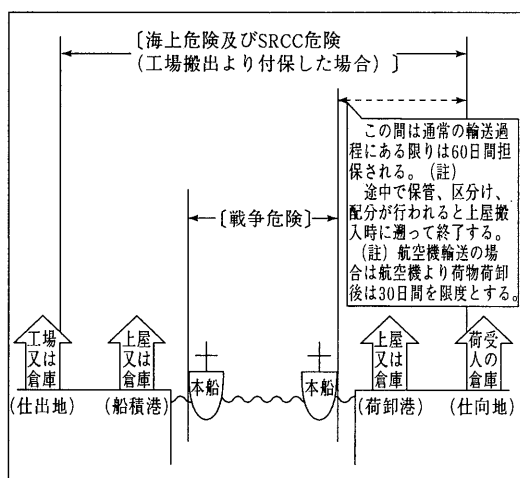 〔海上危険及びSRCC危険
(工場搬出より付保した場合)〕
この間は通常の輸送過
程にある限りは60日間担
保される。(註)
途中で保管、区分け、
配分が行われると上屋搬
入時に遡って終了する。
(註)航空機輸送の場
合は航空機より荷物荷卸
後は30日間を限度とする。
〔戦争危険〕
工場
又は
倉庫
上屋
又は
倉庫
本船
本船
上屋
又は
倉庫
荷受
人の
倉庫
(仕出地)
(船積港)
(荷卸港)
(仕向地)